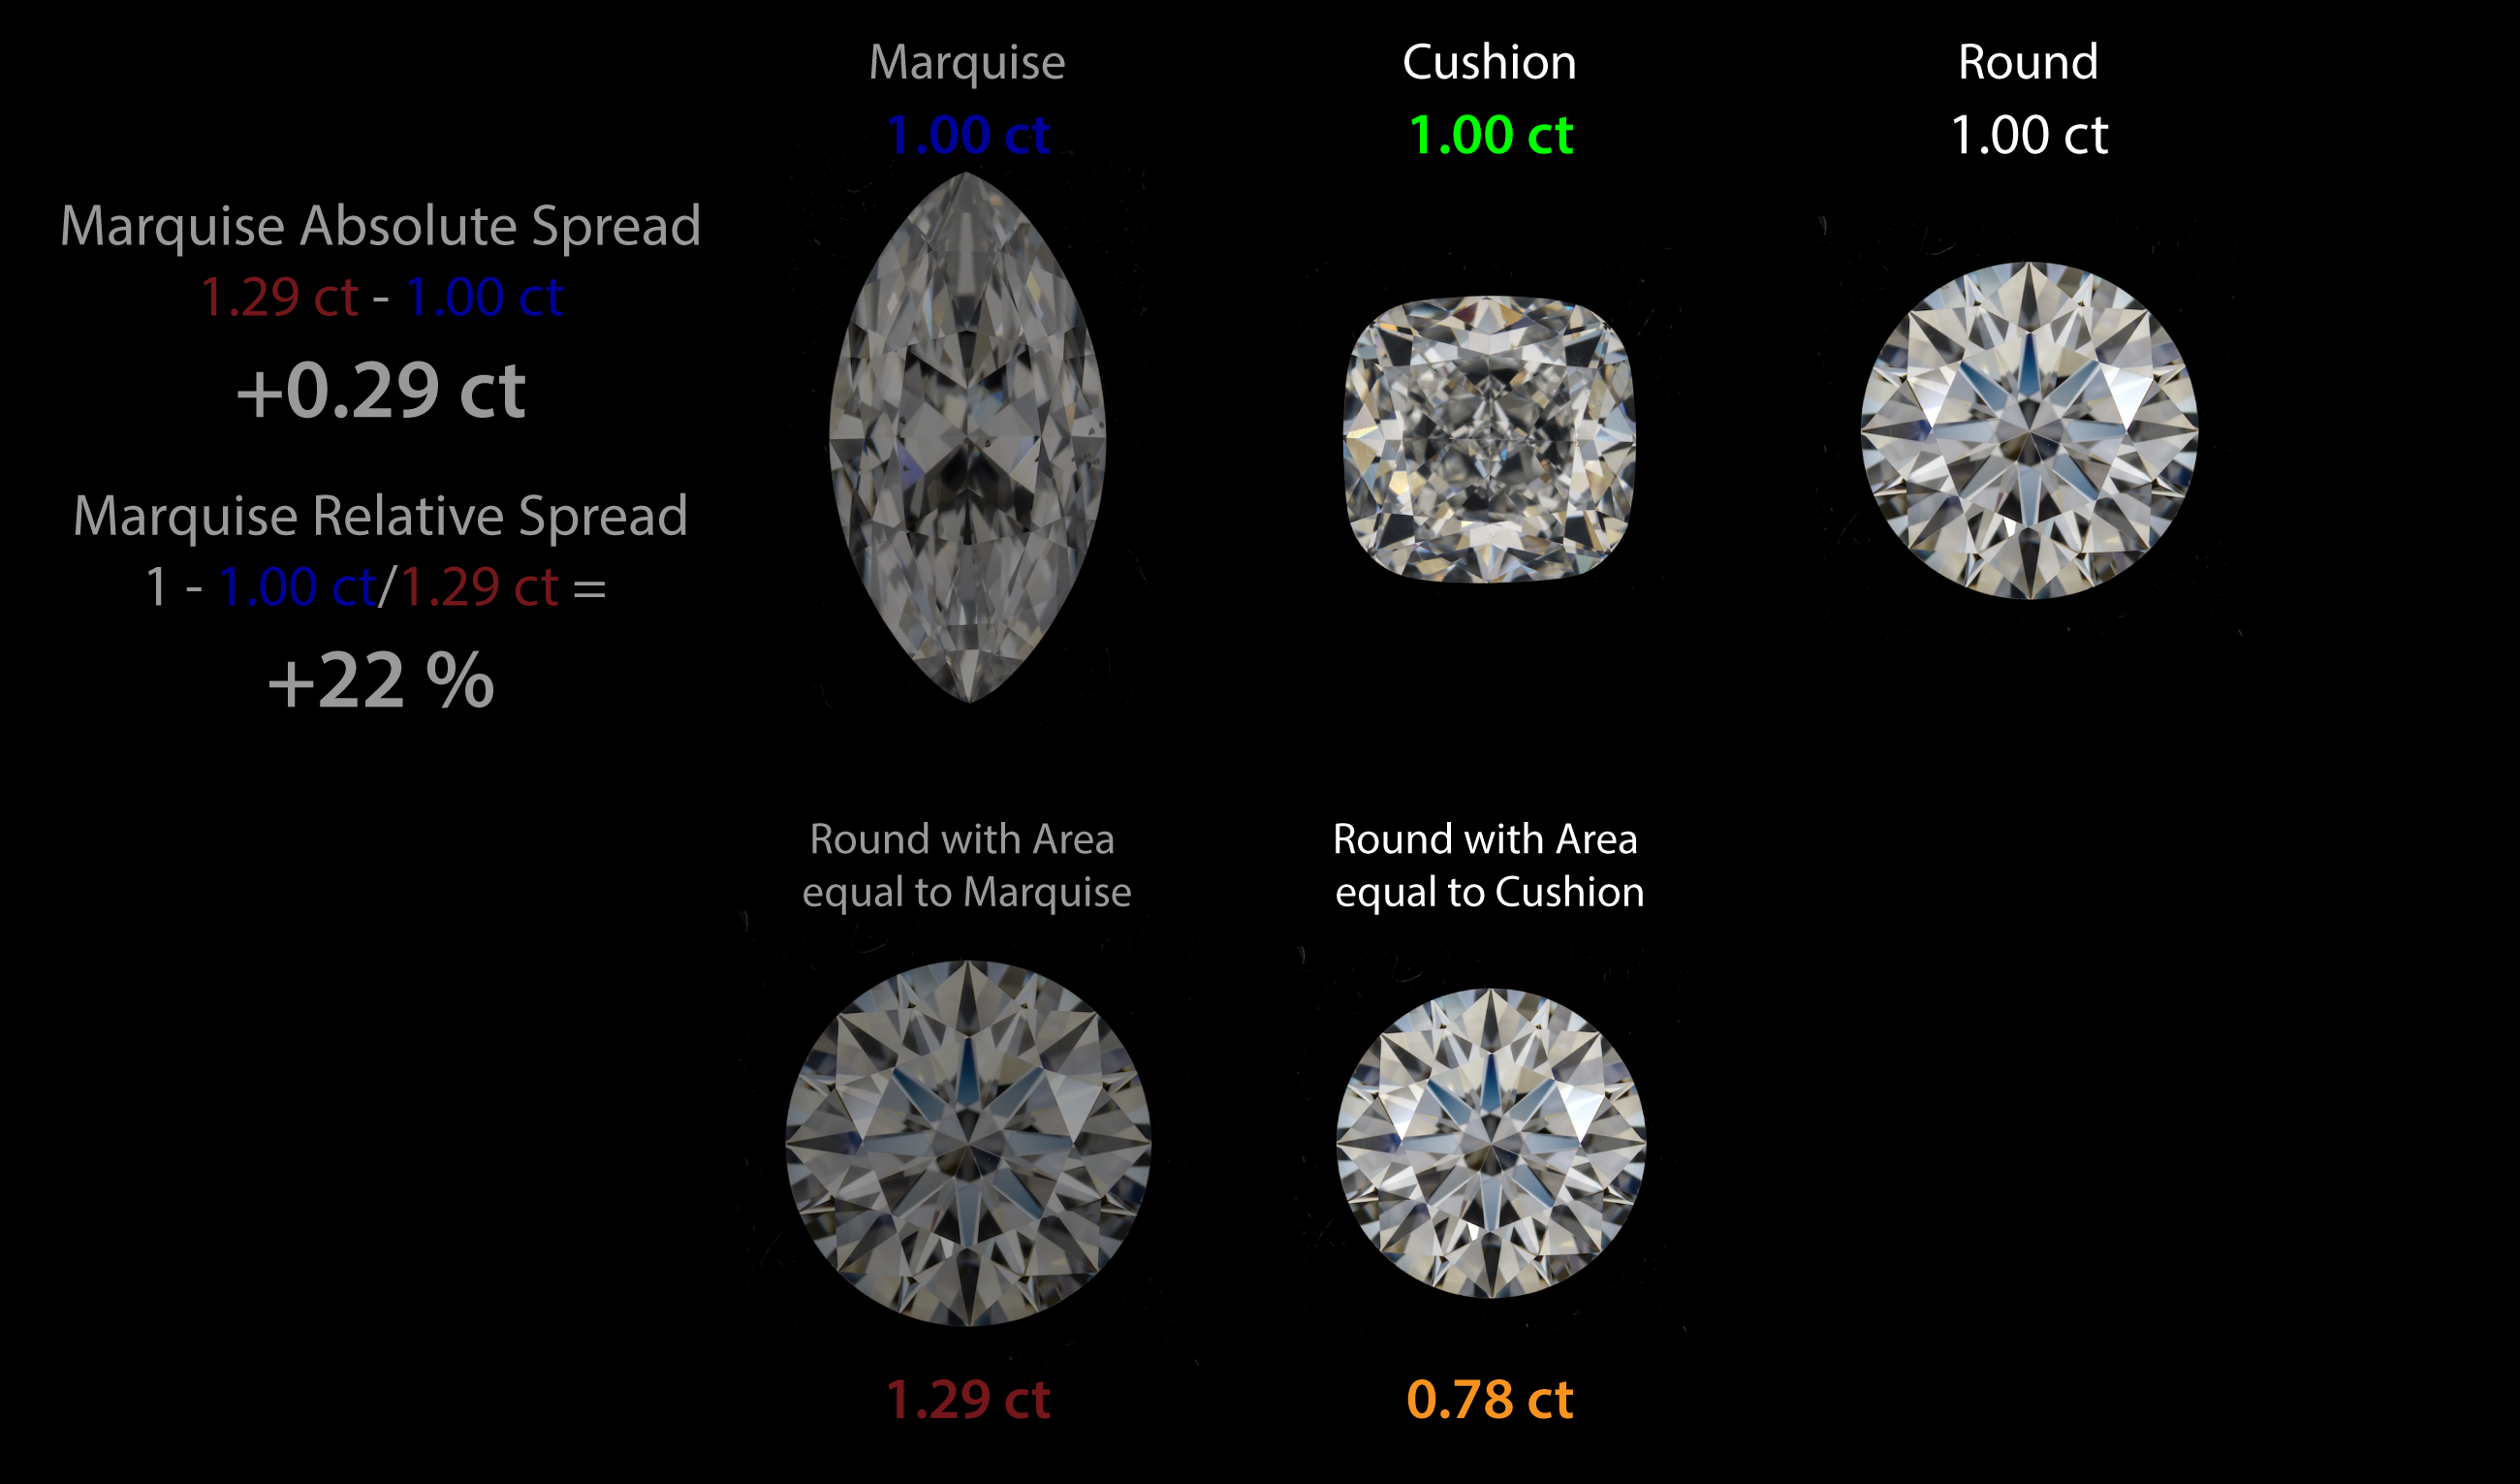 Marquise
1.00 ct
Cushion
1.00 ct
Round
1.00 ct
Marquise Absolute Spread
1.29 ct - 1.00 ct
+0.29 ct
Marquise Relative Spread
1 - 1.00 ct/1.29 ct =
+22 %
Round with Area
equal to Marquise
1.29 ct
Round with Area
equal to Cushion
0.78 ct